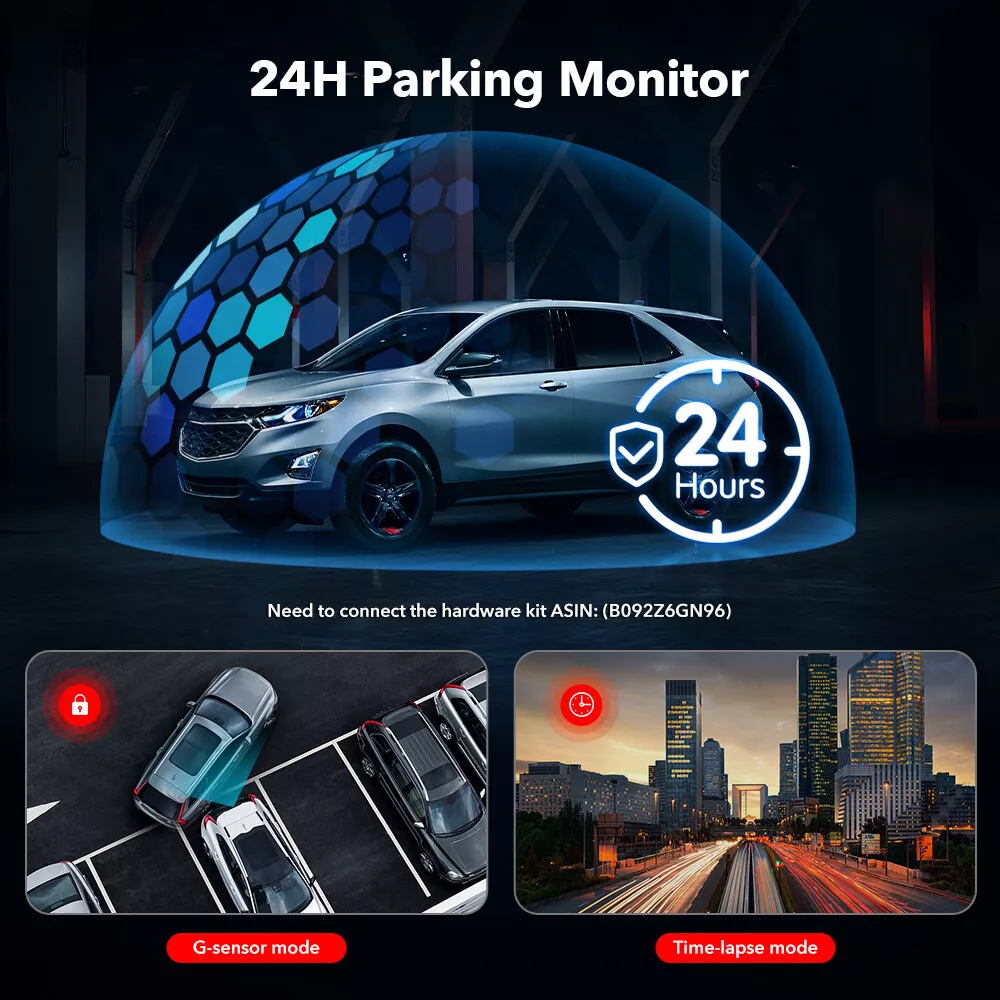 24H Parking Monitor
24
Hours
Need to connect the hardware kit ASIN: (B092Z6GN96)
G-sensor mode
Time-lapse mode